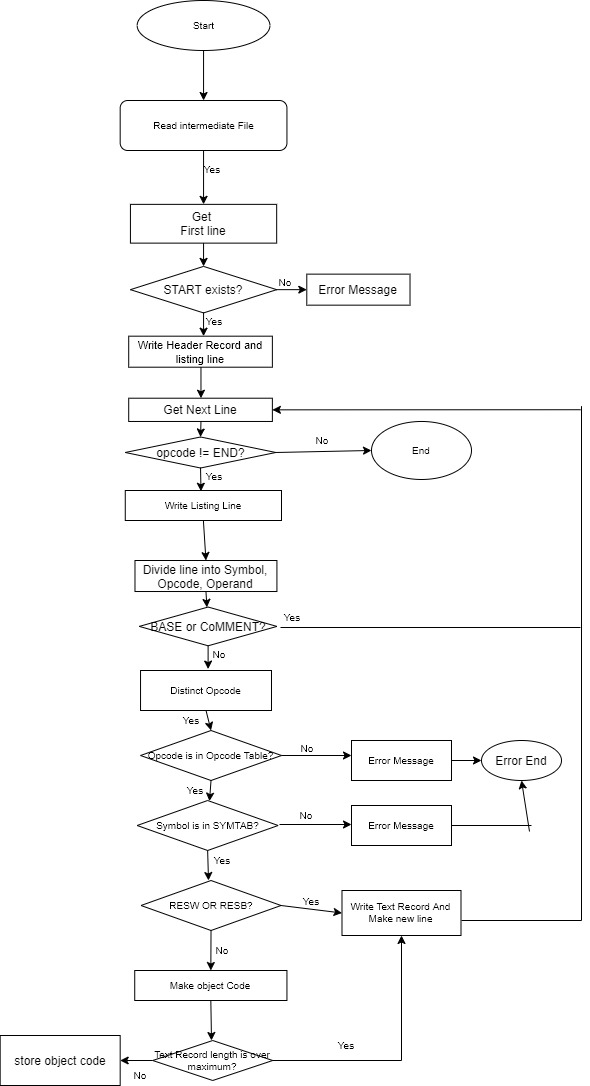 Start
Read intermediate File
Yes
Get
First line
START exists?
No
Error Message
Yes
Write Header Record and
listing line
Get Next Line
opcode != END?
No
End
Yes
Write Listing Line
Divide line into Symbol,
Opcode, Operand
BASE or CoMMENT?
Yes
No
Distinct Opcode
Yes
Opcode is in Opcode Table?
No
Error Message
Error End
Yes
Symbol is in SYMTAB?
No
Error Message
Yes
RESW OR RESB?
Yes
Write Text Record And
Make new line
No
Make object Code
Text Record length is over
maximum?
Yes
No
store object code